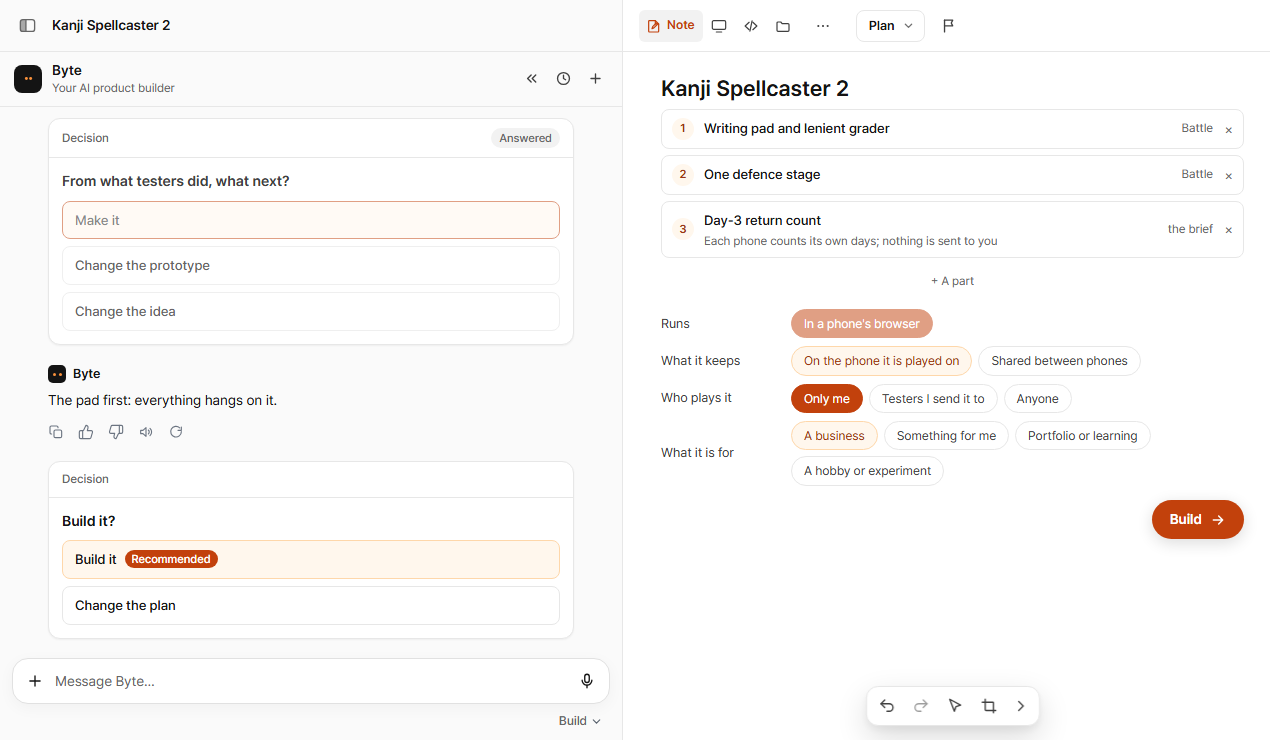 Kanji Spellcaster 2
Byte
Your AI product builder
Decision
Answered
From what testers did, what next?
Make it
Change the prototype
Change the idea
Byte
The pad first: everything hangs on it.
Decision
Build it?
Build it Recommended
Change the plan
Message Byte...
Build
Note
Plan
Kanji Spellcaster 2
1 Writing pad and lenient grader Battle ×
2 One defence stage Battle ×
3 Day-3 return count the brief ×
Each phone counts its own days; nothing is sent to you
+ A part
Runs In a phone's browser
What it keeps On the phone it is played on Shared between phones
Who plays it Only me Testers I send it to Anyone
What it is for A business Something for me Portfolio or learning
A hobby or experiment
Build →